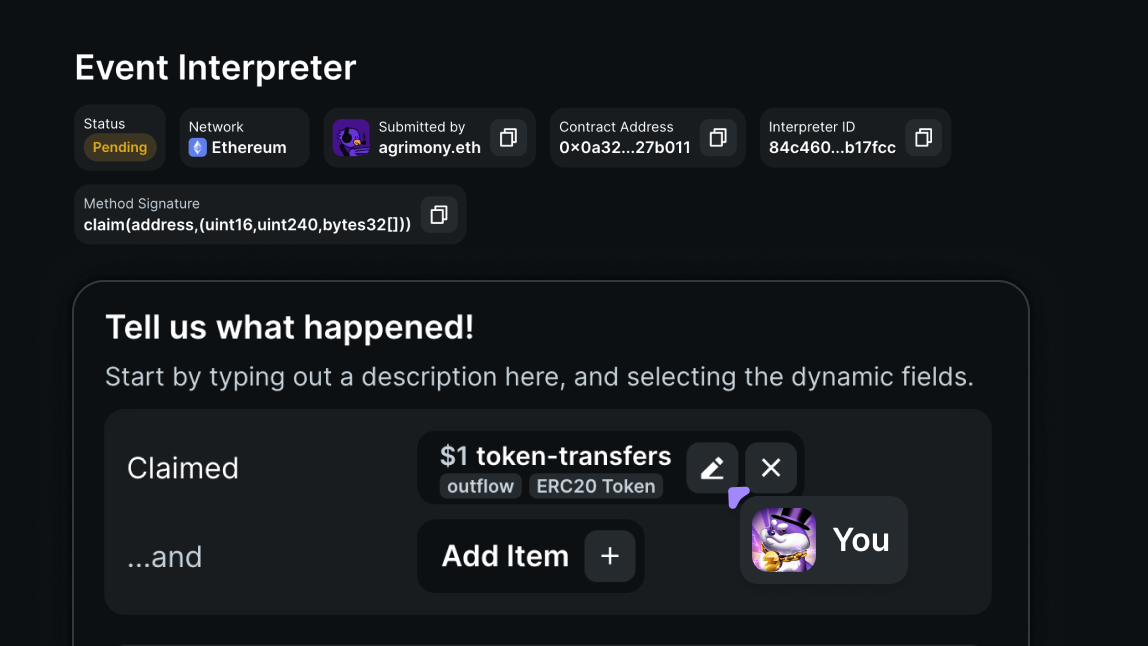 Event Interpreter
Status
Pending
Network
Ethereum
Submitted by
agrimony.eth
Contract Address
0×0a32...27b011
Interpreter ID
84c460...b17fcc
Method Signature
claim(address,(uint16,uint240,bytes32[]))
Tell us what happened!
Start by typing out a description here, and selecting the dynamic fields.
Claimed
$1 token-transfers
outflow
ERC20 Token
You
...and
Add Item